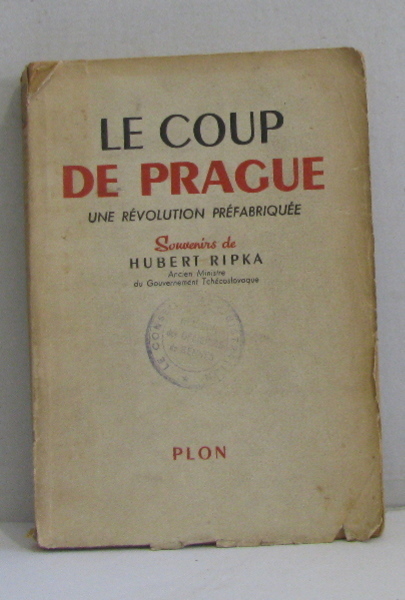 LE COUP
DE PRAGUE
UNE RÉVOLUTION PRÉFABRIQUÉE
Souvenirs de
HUBERT RIPKA
Ancien Ministre
du Gouvernement Tchécoslovaque
PLON